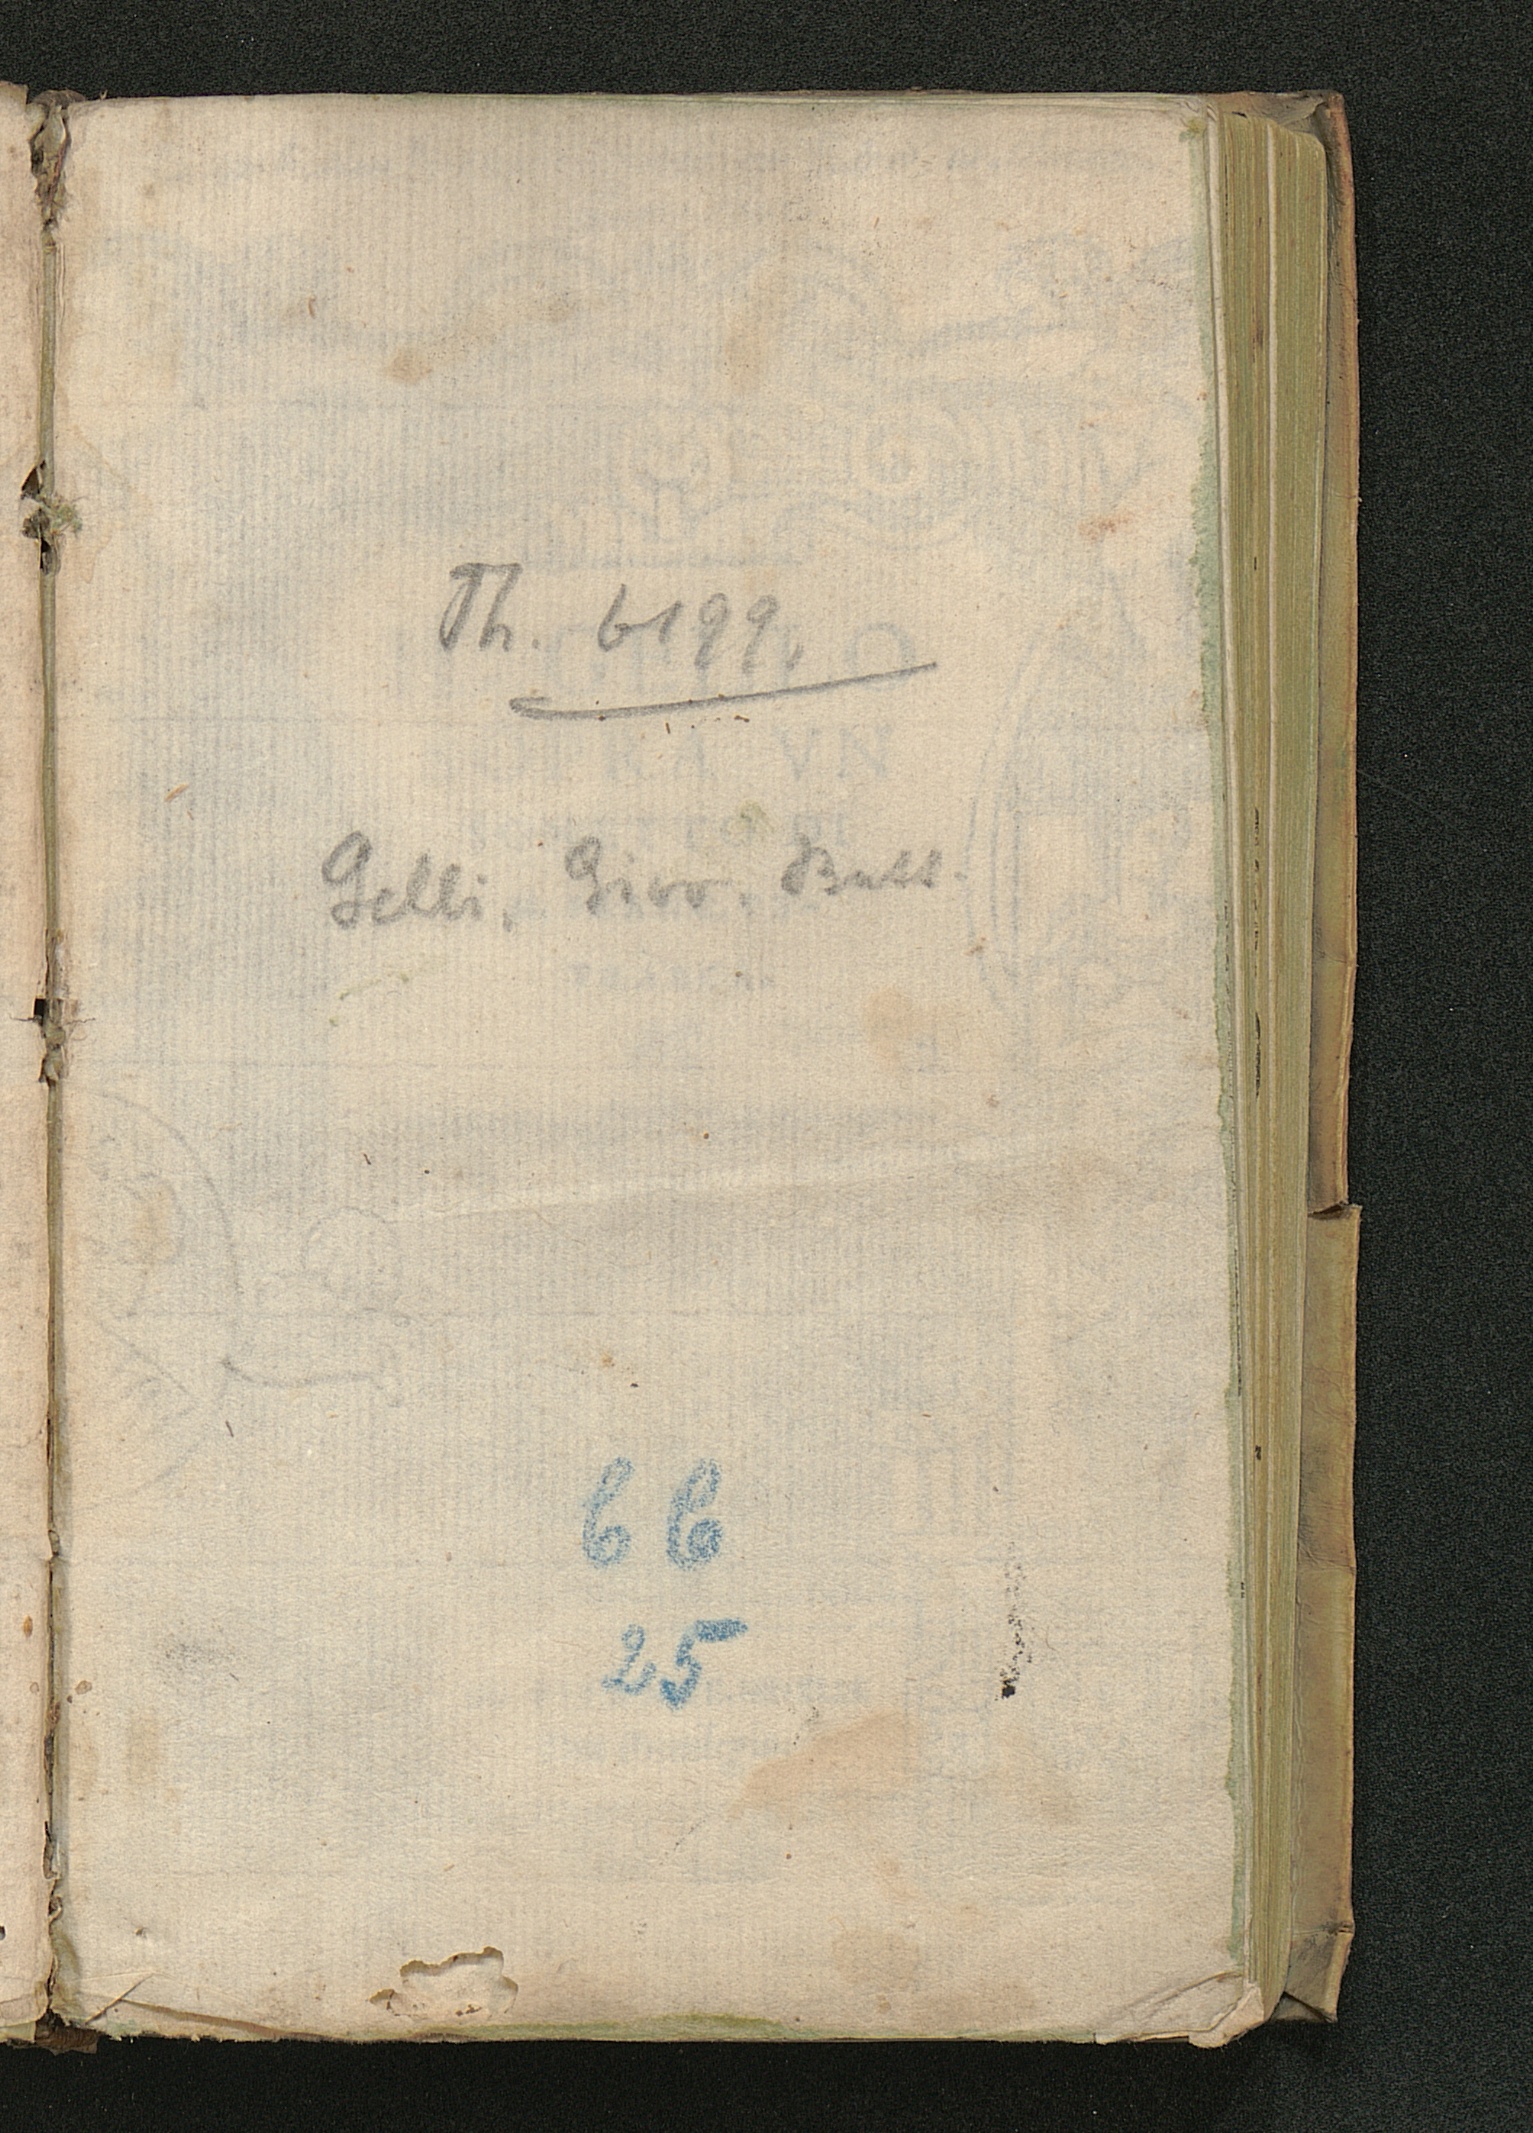 Th. 6199.
Gelli, Giov. Batt.
66
25